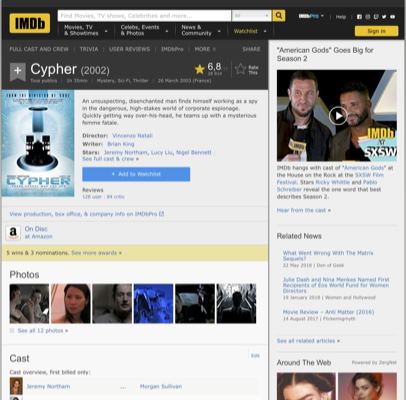 IMDb
Find Movies, TV shows, Celebrities and more...
All
IMDbPro
Help
Movies, TV
& Showtimes
Celebs, Events
& Photos
News &
Community
Watchlist
Sign in
FULL CAST AND CREW | TRIVIA | USER REVIEWS | IMDbPro | MORE
SHARE
Cypher (2002)
6,8
Rate
This
Tous publics | 1h 35min | Mystery, Sci-Fi, Thriller | 26 March 2003 (France)
CYPHER
An unsuspecting, disenchanted man finds himself working as a spy
in the dangerous, high-stakes world of corporate espionage.
Quickly getting way over-his-head, he teams up with a mysterious
femme fatale.
Director: Vincenzo Natali
Writer: Brian King
Stars: Jeremy Northam, Lucy Liu, Nigel Bennett |
See full cast & crew »
+ Add to Watchlist
Reviews
128 user | 84 critic
View production, box office, & company info on IMDbPro
On Disc
at Amazon
5 wins & 3 nominations. See more awards »
Photos
See all 12 photos »
Cast
Edit
Cast overview, first billed only:
Jeremy Northam ... Morgan Sullivan
"American Gods" Goes Big for
Season 2
IMDb
at
SXSW
IMDb hangs with cast of "American Gods" at
the House on the Rock at the SXSW Film
Festival. Stars Ricky Whittle and Pablo
Schreiber reveal the one word that best
describes Season 2.
Hear from the cast »
Related News
What Went Wrong With The Matrix
Sequels?
22 May 2018 | Den of Geek
Julie Dash and Nina Menkes Named First
Recipients of Eos World Fund for Women
Directors
19 January 2018 | Women and Hollywood
Movie Review – Anti Matter (2016)
14 August 2017 | Flickeringmyth
See all related articles »
Around The Web
Powered by ZergNet